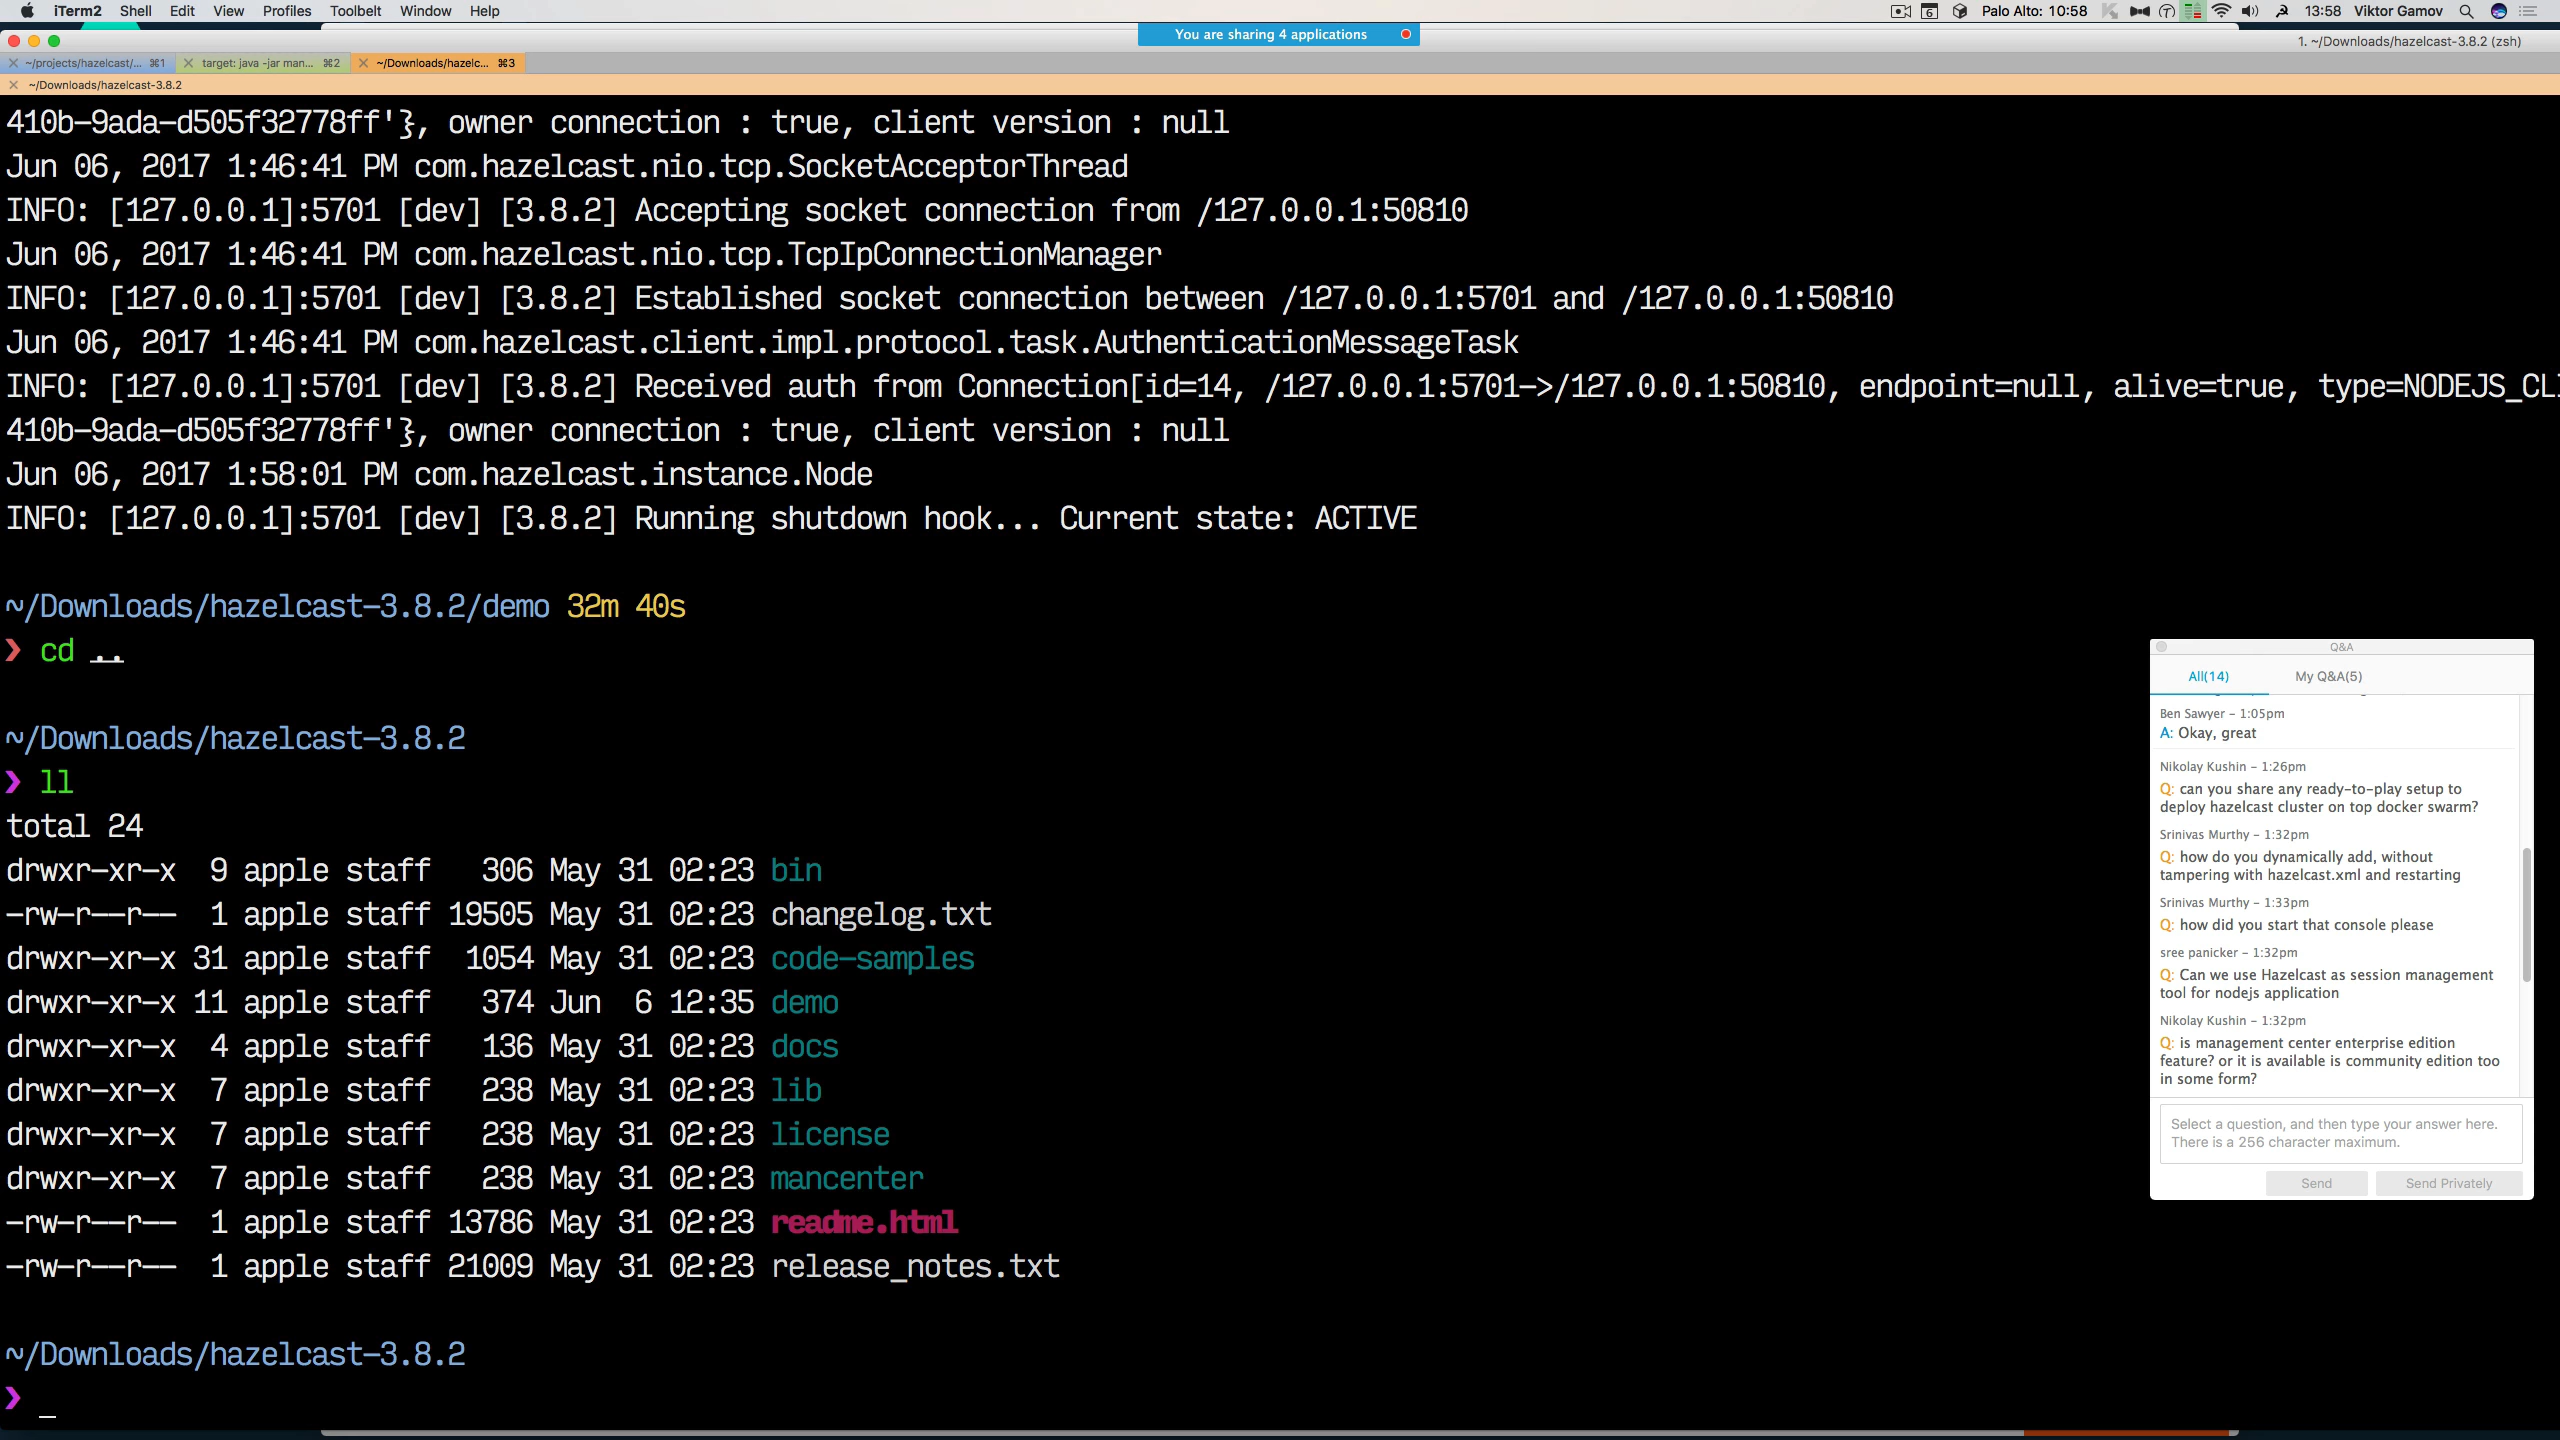 iTerm2 Shell Edit View Profiles Toolbelt Window Help
6 Palo Alto: 10:58 13:58 Viktor Gamov
You are sharing 4 applications
1. ~/Downloads/hazelcast-3.8.2 (zsh)
~/projects/hazelcast/... ⌘1 target: java -jar man... ⌘2 ~/Downloads/hazelc... ⌘3
~/Downloads/hazelcast-3.8.2
410b-9ada-d505f32778ff'}, owner connection : true, client version : null
Jun 06, 2017 1:46:41 PM com.hazelcast.nio.tcp.SocketAcceptorThread
INFO: [127.0.0.1]:5701 [dev] [3.8.2] Accepting socket connection from /127.0.0.1:50810
Jun 06, 2017 1:46:41 PM com.hazelcast.nio.tcp.TcpIpConnectionManager
INFO: [127.0.0.1]:5701 [dev] [3.8.2] Established socket connection between /127.0.0.1:5701 and /127.0.0.1:50810
Jun 06, 2017 1:46:41 PM com.hazelcast.client.impl.protocol.task.AuthenticationMessageTask
INFO: [127.0.0.1]:5701 [dev] [3.8.2] Received auth from Connection[id=14, /127.0.0.1:5701->/127.0.0.1:50810, endpoint=null, alive=true, type=NODEJS_CLI
410b-9ada-d505f32778ff'}, owner connection : true, client version : null
Jun 06, 2017 1:58:01 PM com.hazelcast.instance.Node
INFO: [127.0.0.1]:5701 [dev] [3.8.2] Running shutdown hook... Current state: ACTIVE
~/Downloads/hazelcast-3.8.2/demo 32m 40s
❯ cd ..
~/Downloads/hazelcast-3.8.2
❯ ll
total 24
drwxr-xr-x 9 apple staff 306 May 31 02:23 bin
-rw-r--r-- 1 apple staff 19505 May 31 02:23 changelog.txt
drwxr-xr-x 31 apple staff 1054 May 31 02:23 code-samples
drwxr-xr-x 11 apple staff 374 Jun 6 12:35 demo
drwxr-xr-x 4 apple staff 136 May 31 02:23 docs
drwxr-xr-x 7 apple staff 238 May 31 02:23 lib
drwxr-xr-x 7 apple staff 238 May 31 02:23 license
drwxr-xr-x 7 apple staff 238 May 31 02:23 mancenter
-rw-r--r-- 1 apple staff 13786 May 31 02:23 readme.html
-rw-r--r-- 1 apple staff 21009 May 31 02:23 release_notes.txt
~/Downloads/hazelcast-3.8.2
❯ _
Q&A
All(14) My Q&A(5)
Ben Sawyer – 1:05pm
A: Okay, great
Nikolay Kushin – 1:26pm
Q: can you share any ready-to-play setup to
deploy hazelcast cluster on top docker swarm?
Srinivas Murthy – 1:32pm
Q: how do you dynamically add, without
tampering with hazelcast.xml and restarting
Srinivas Murthy – 1:33pm
Q: how did you start that console please
sree panicker – 1:32pm
Q: Can we use Hazelcast as session management
tool for nodejs application
Nikolay Kushin – 1:32pm
Q: is management center enterprise edition
feature? or it is available is community edition too
in some form?
Select a question, and then type your answer here.
There is a 256 character maximum.
Send Send Privately